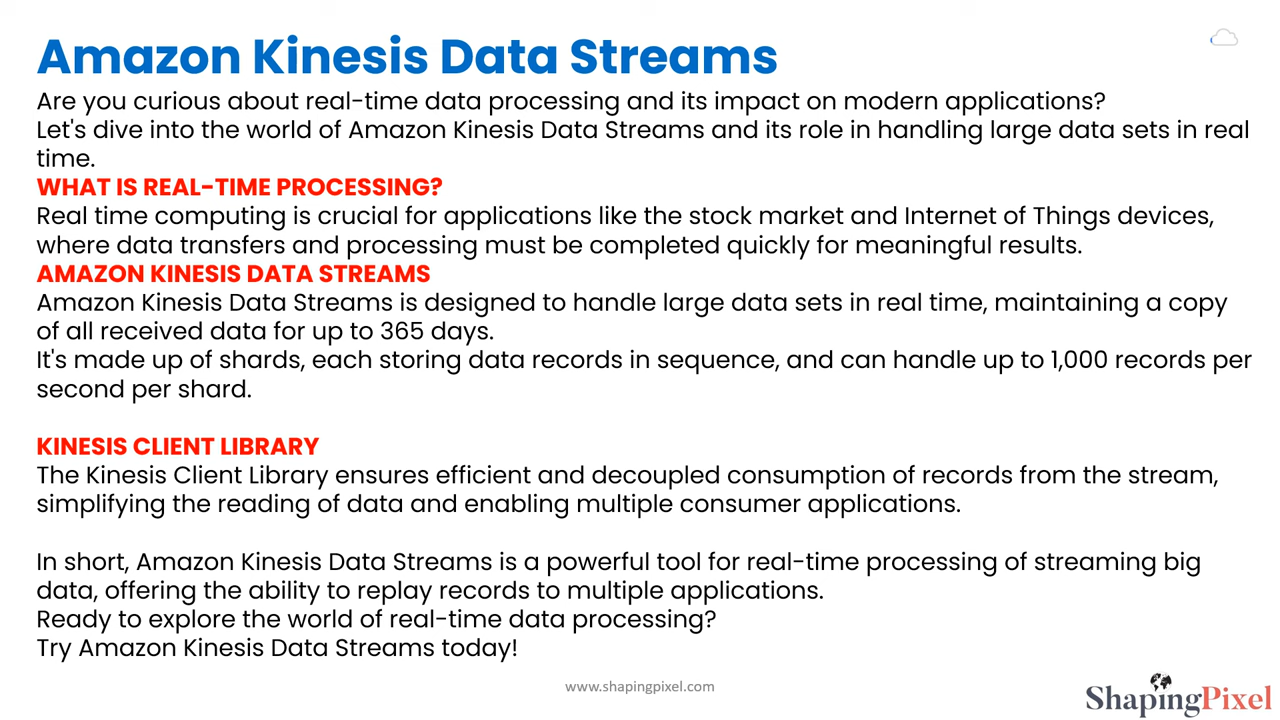 Amazon Kinesis Data Streams
Are you curious about real-time data processing and its impact on modern applications?
Let's dive into the world of Amazon Kinesis Data Streams and its role in handling large data sets in real
time.
WHAT IS REAL-TIME PROCESSING?
Real time computing is crucial for applications like the stock market and Internet of Things devices,
where data transfers and processing must be completed quickly for meaningful results.
AMAZON KINESIS DATA STREAMS
Amazon Kinesis Data Streams is designed to handle large data sets in real time, maintaining a copy
of all received data for up to 365 days.
It's made up of shards, each storing data records in sequence, and can handle up to 1,000 records per
second per shard.
KINESIS CLIENT LIBRARY
The Kinesis Client Library ensures efficient and decoupled consumption of records from the stream,
simplifying the reading of data and enabling multiple consumer applications.
In short, Amazon Kinesis Data Streams is a powerful tool for real-time processing of streaming big
data, offering the ability to replay records to multiple applications.
Ready to explore the world of real-time data processing?
Try Amazon Kinesis Data Streams today!
www.shapingpixel.com
ShapingPixel